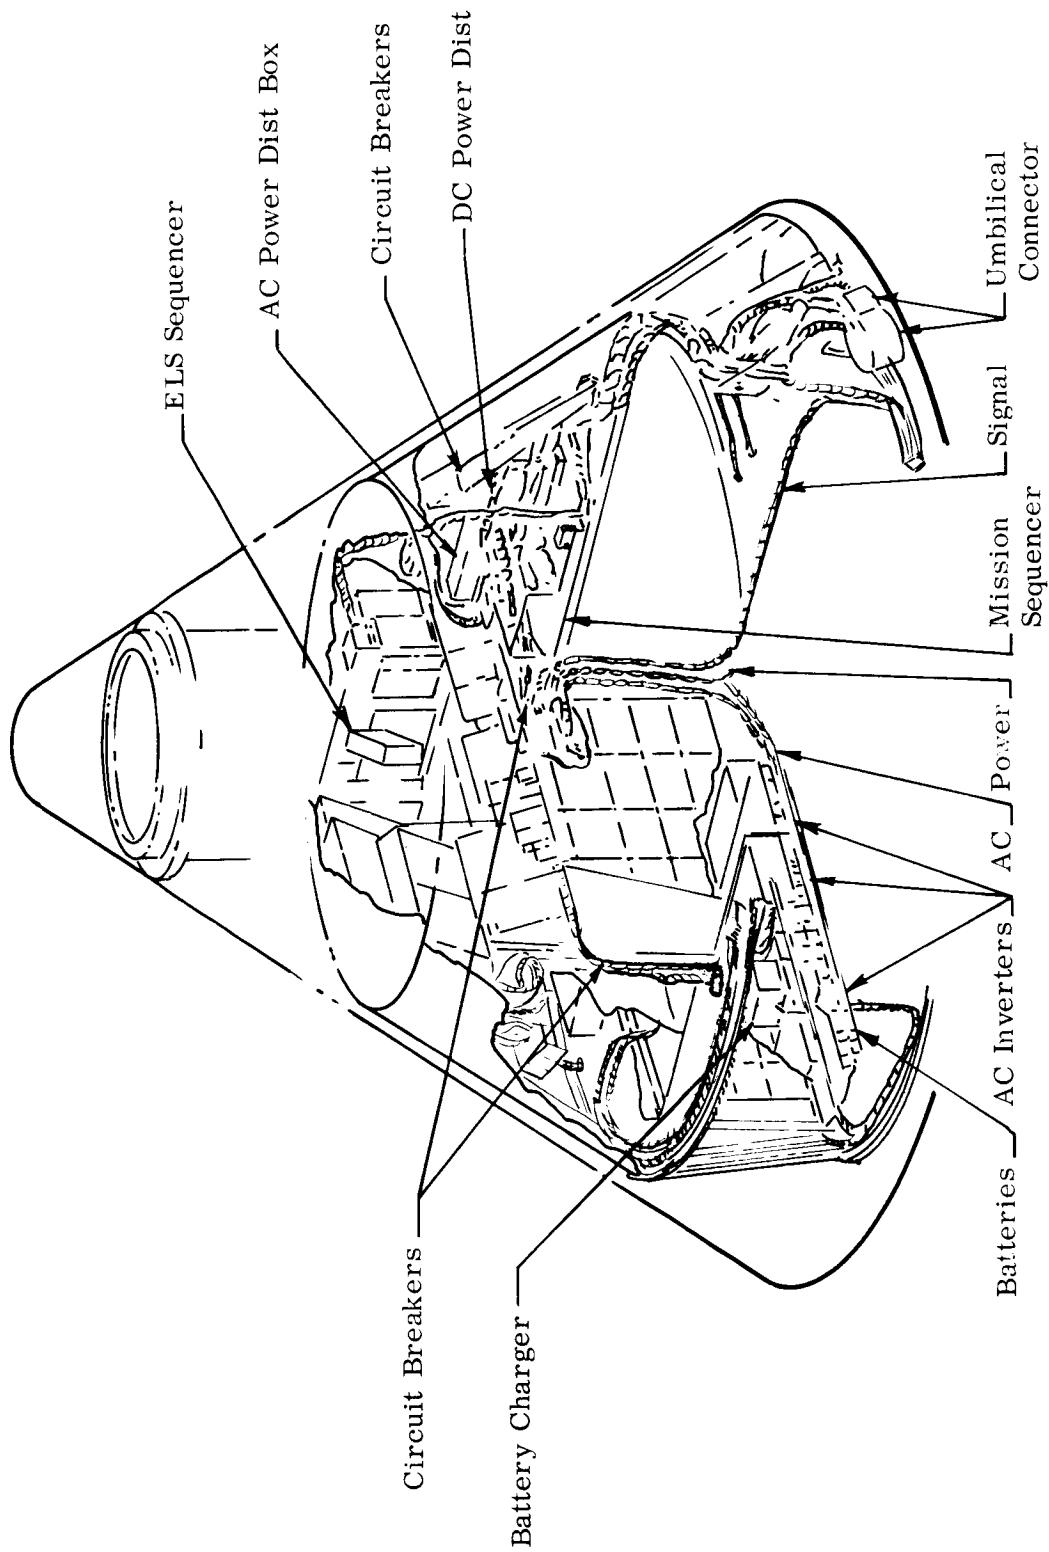 ELS Sequencer
AC Power Dist Box
Circuit Breakers
DC Power Dist
Circuit Breakers
Battery Charger
Batteries
AC Inverters
AC Power
Mission
Sequencer
Signal
Umbilical
Connector